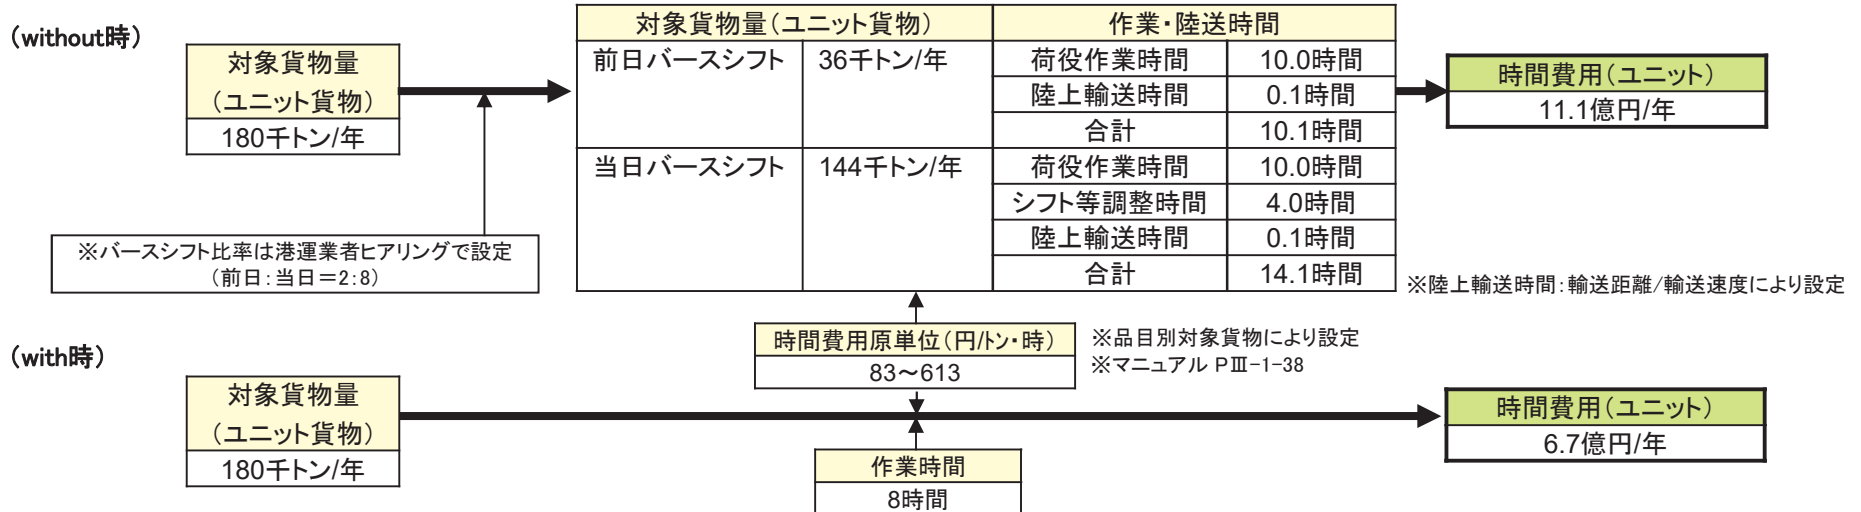 (without時)
対象貨物量
(ユニット貨物)
180千トン/年
※バースシフト比率は港運業者ヒアリングで設定
(前日:当日=2:8)
対象貨物量(ユニット貨物) 作業・陸送時間
前日バースシフト 36千トン/年 荷役作業時間 10.0時間
陸上輸送時間 0.1時間
合計 10.1時間
当日バースシフト 144千トン/年 荷役作業時間 10.0時間
シフト等調整時間 4.0時間
陸上輸送時間 0.1時間
合計 14.1時間
時間費用(ユニット)
11.1億円/年
※陸上輸送時間:輸送距離/輸送速度により設定
時間費用原単位(円/トン・時)
83～613
※品目別対象貨物により設定
※マニュアル PⅢ-1-38
(with時)
対象貨物量
(ユニット貨物)
180千トン/年
作業時間
8時間
時間費用(ユニット)
6.7億円/年